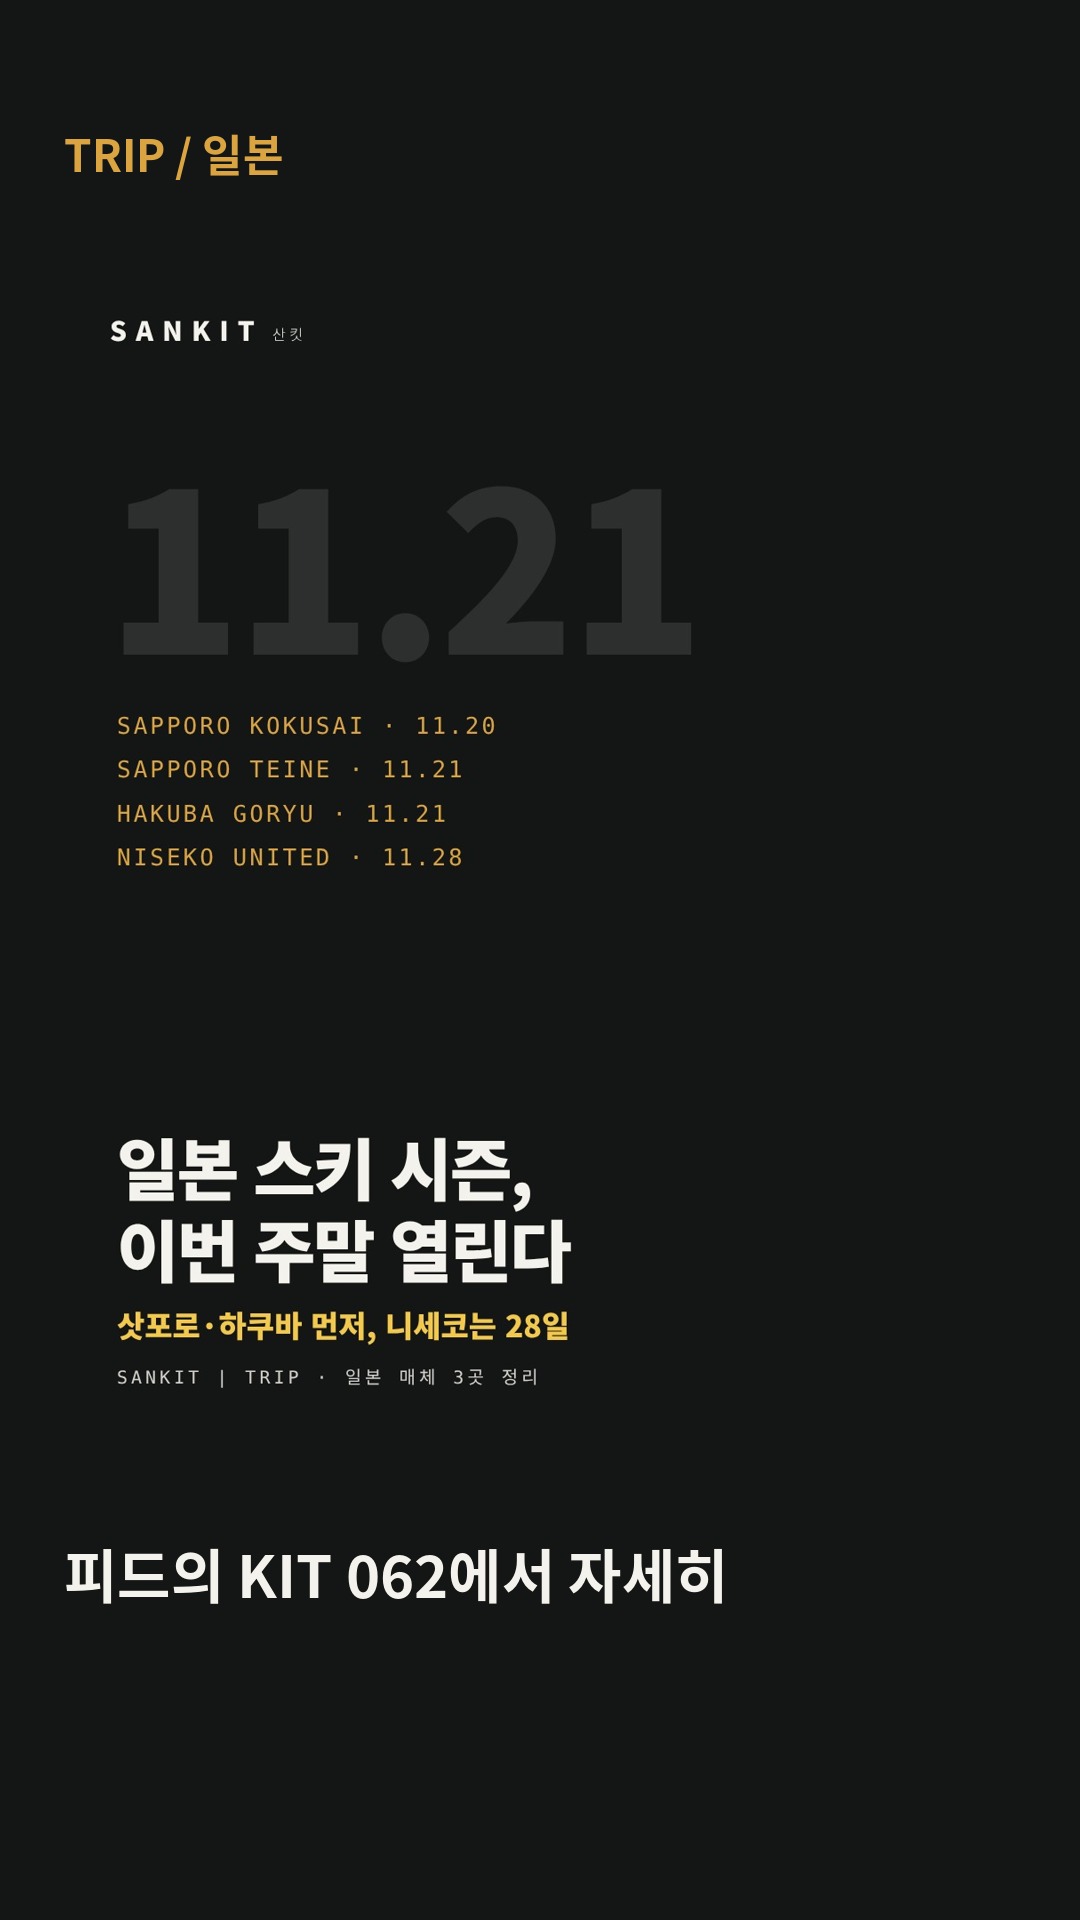 TRIP / 일본
SANKIT 산킷
11.21
SAPPORO KOKUSAI · 11.20
SAPPORO TEINE · 11.21
HAKUBA GORYU · 11.21
NISEKO UNITED · 11.28
일본 스키 시즌,
이번 주말 열린다
삿포로·하쿠바 먼저, 니세코는 28일
SANKIT | TRIP · 일본 매체 3곳 정리
피드의 KIT 062에서 자세히